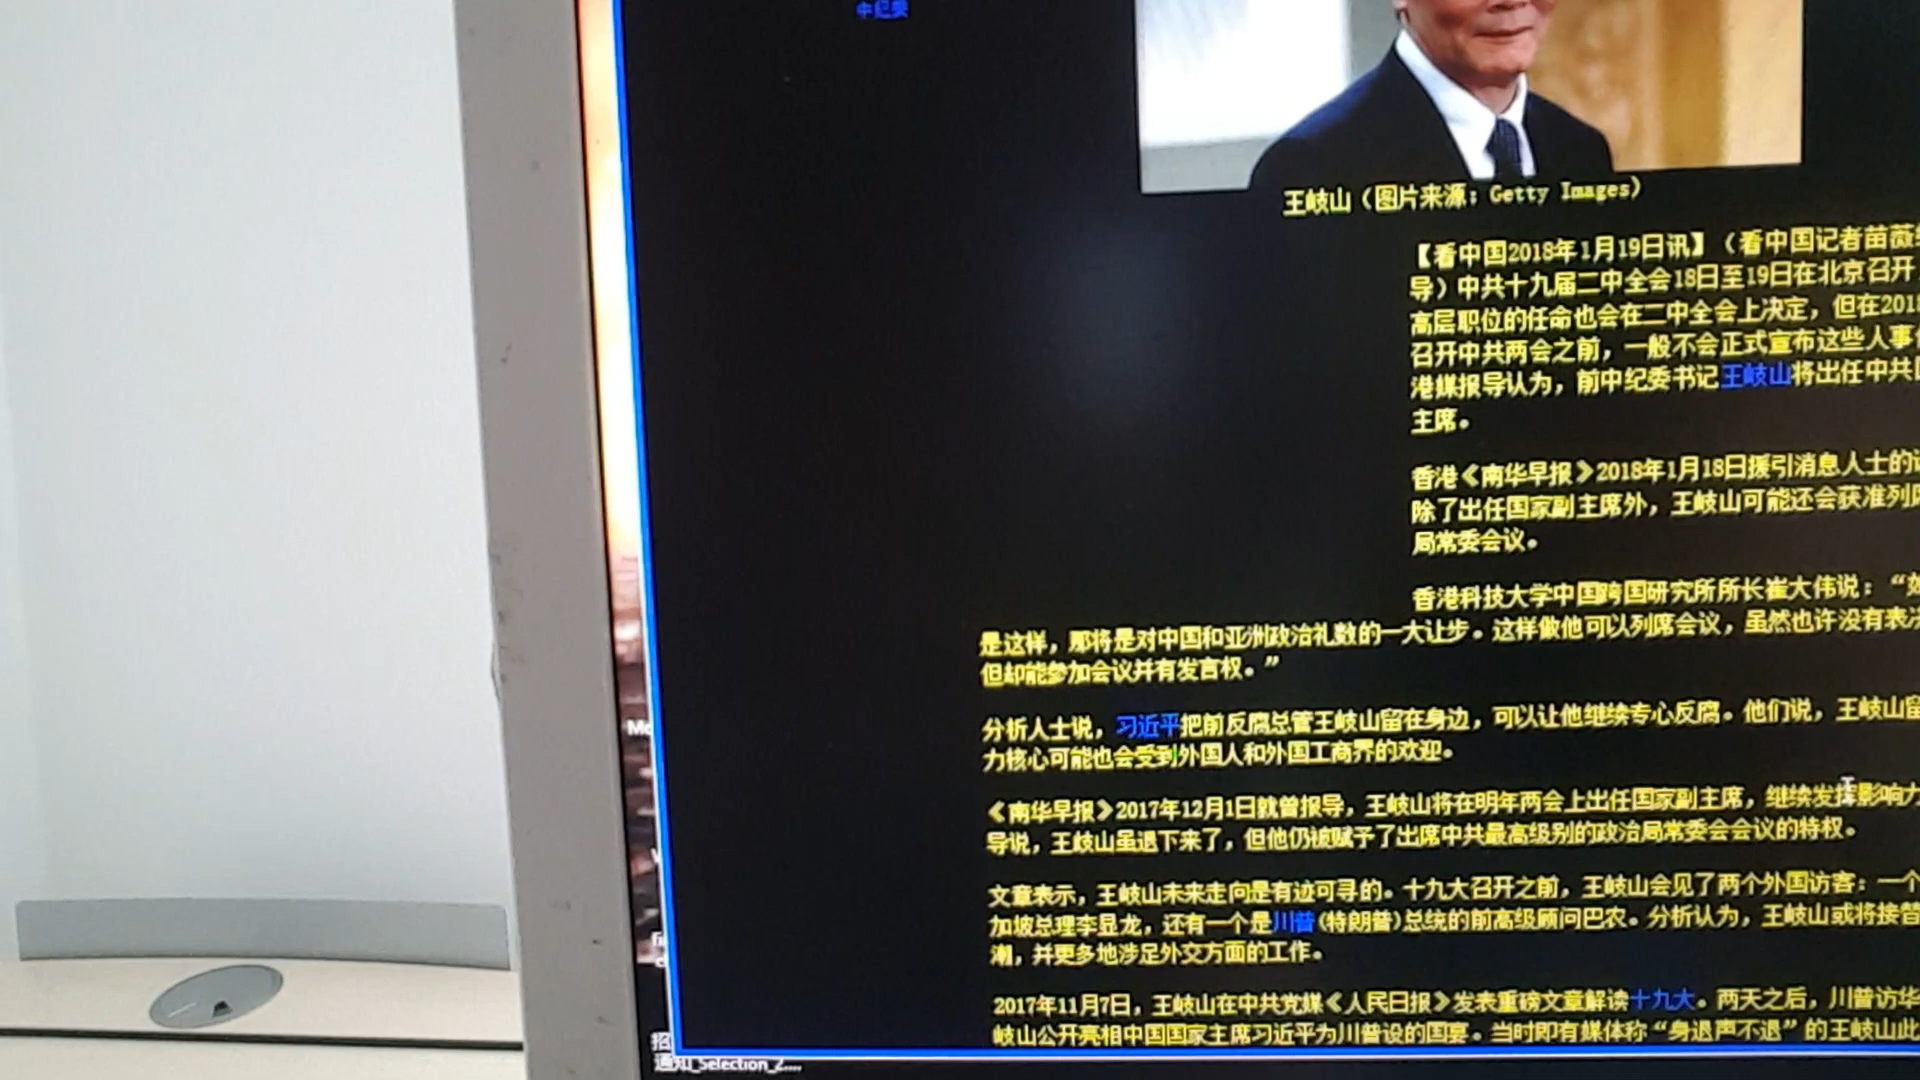 中纪委
王岐山（图片来源：Getty Images）
【看中国2018年1月19日讯】（看中国记者苗薇
导）中共十九届二中全会18日至19日在北京召开
高层职位的任命也会在二中全会上决定，但在201
召开中共两会之前，一般不会正式宣布这些人事
港媒报导认为，前中纪委书记王岐山将出任中共
主席。
香港《南华早报》2018年1月18日援引消息人士的
除了出任国家副主席外，王岐山可能还会获准列
局常委会议。
香港科技大学中国跨国研究所所长崔大伟说：“如
是这样，那将是对中国和亚洲政治礼数的一大让步。这样做他可以列席会议，虽然也许没有表决
但却能参加会议并有发言权。”
分析人士说，习近平把前反腐总管王岐山留在身边，可以让他继续专心反腐。他们说，王岐山留
力核心可能也会受到外国人和外国工商界的欢迎。
《南华早报》2017年12月1日就曾报导，王岐山将在明年两会上出任国家副主席，继续发挥影响力
导说，王岐山虽退下来了，但他仍被赋予了出席中共最高级别的政治局常委会会议的特权。
文章表示，王岐山未来走向是有迹可寻的。十九大召开之前，王岐山会见了两个外国访客：一个
加坡总理李显龙，还有一个是川普(特朗普)总统的前高级顾问巴农。分析认为，王岐山或将接替
潮，并更多地涉足外交方面的工作。
2017年11月7日，王岐山在中共党媒《人民日报》发表重磅文章解读十九大。两天之后，川普访华
岐山公开亮相中国国家主席习近平为川普设的国宴。当时即有媒体称“身退声不退”的王岐山此
招
通知_Selection_2....